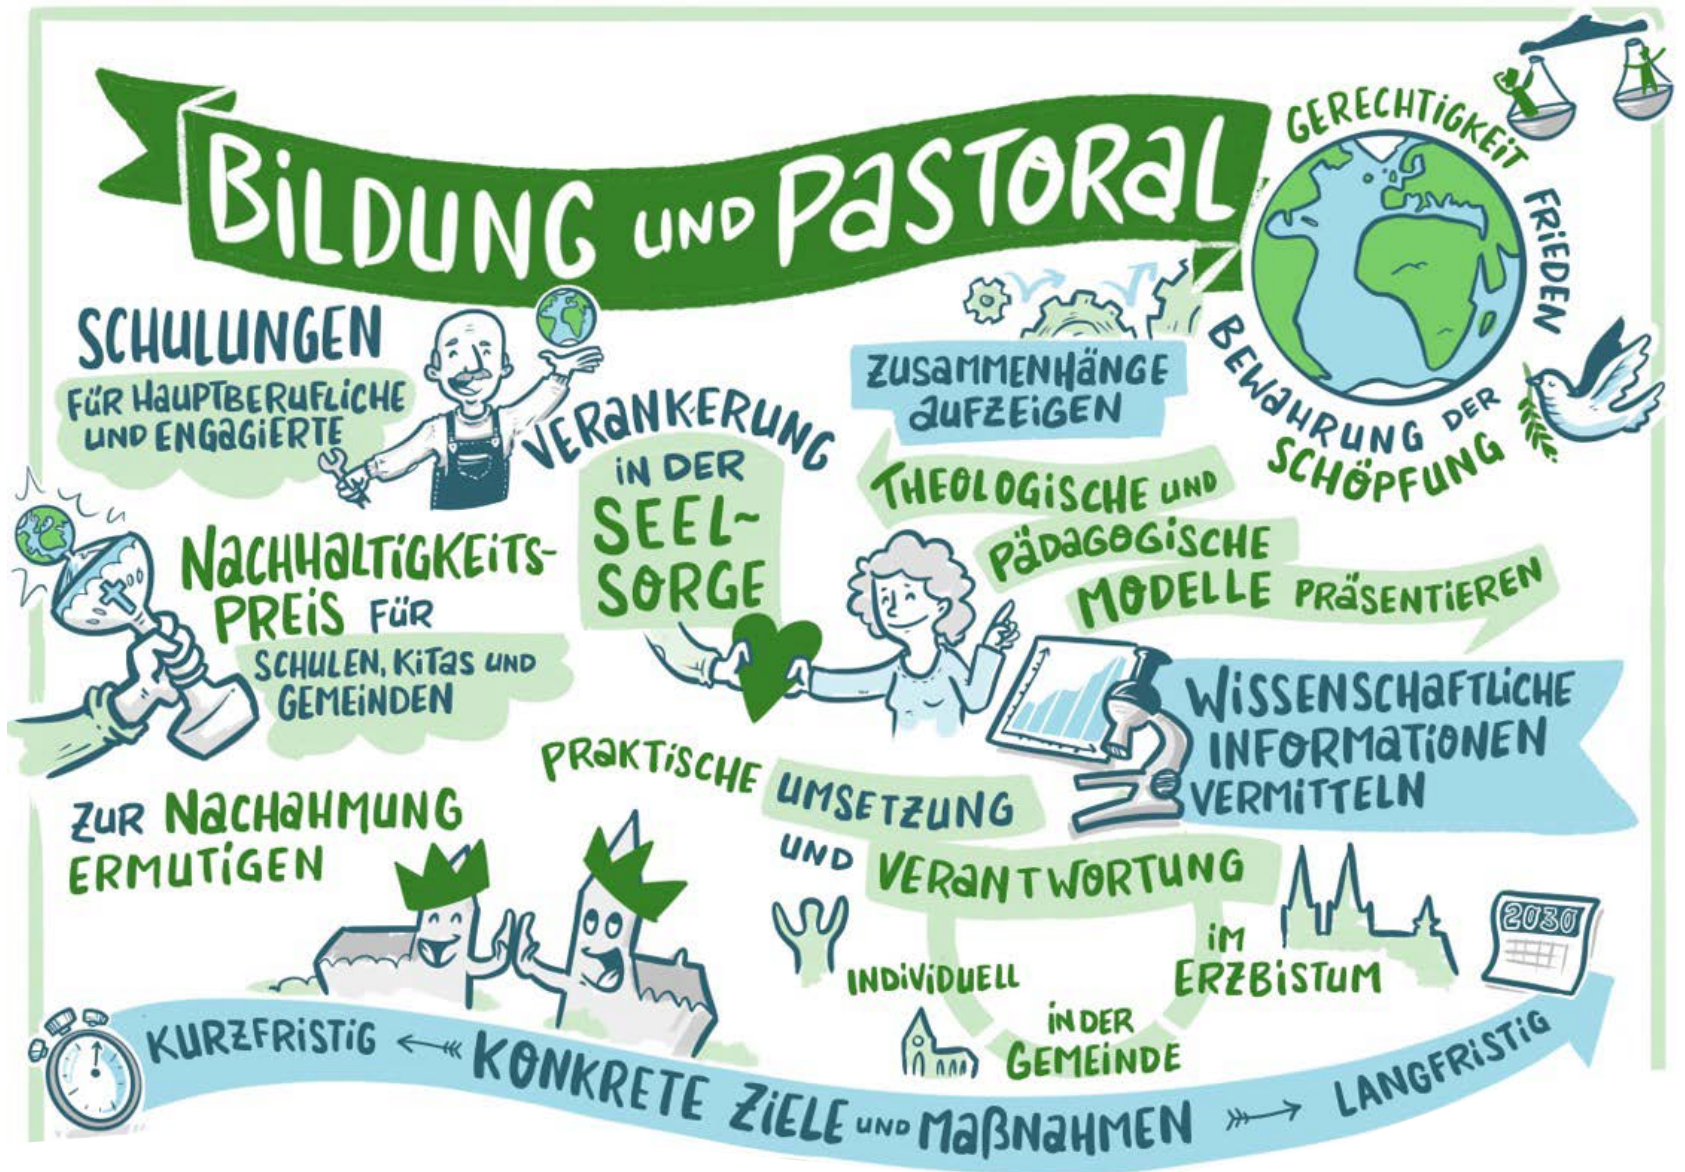 BILDUNG UND PASTORAL
GERECHTIGKEIT
FRIEDEN
BEWAHRUNG DER
SCHÖPFUNG
SCHULUNGEN
FÜR HAUPTBERUFLICHE
UND ENGAGIERTE
VERANKERUNG
IN DER
SEEL-
SORGE
ZUSAMMENHÄNGE
AUFZEIGEN
THEOLOGISCHE UND
PÄDAGOGISCHE
MODELLE PRÄSENTIEREN
NACHHALTIGKEITS-
PREIS FÜR
SCHULEN, KITAS UND
GEMEINDEN
WISSENSCHAFTLICHE
INFORMATIONEN
VERMITTELN
ZUR NACHAHMUNG
ERMUTIGEN
PRAKTISCHE UMSETZUNG
UND VERANTWORTUNG
INDIVIDUELL
IN DER
GEMEINDE
IM
ERZBISTUM
2030
KURZFRISTIG ← KONKRETE ZIELE UND MAßNAHMEN → LANGFRISTIG